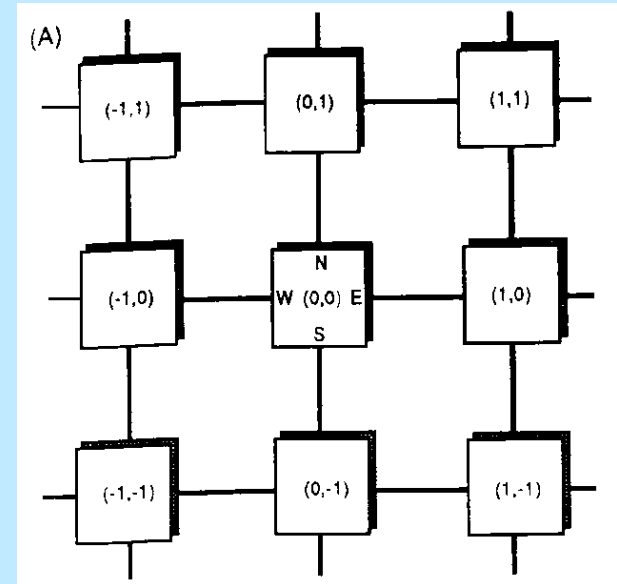 (A)
(-1,1) (0,1) (1,1)
N
(-1,0) W (0,0) E (1,0)
S
(-1,-1) (0,-1) (1,-1)